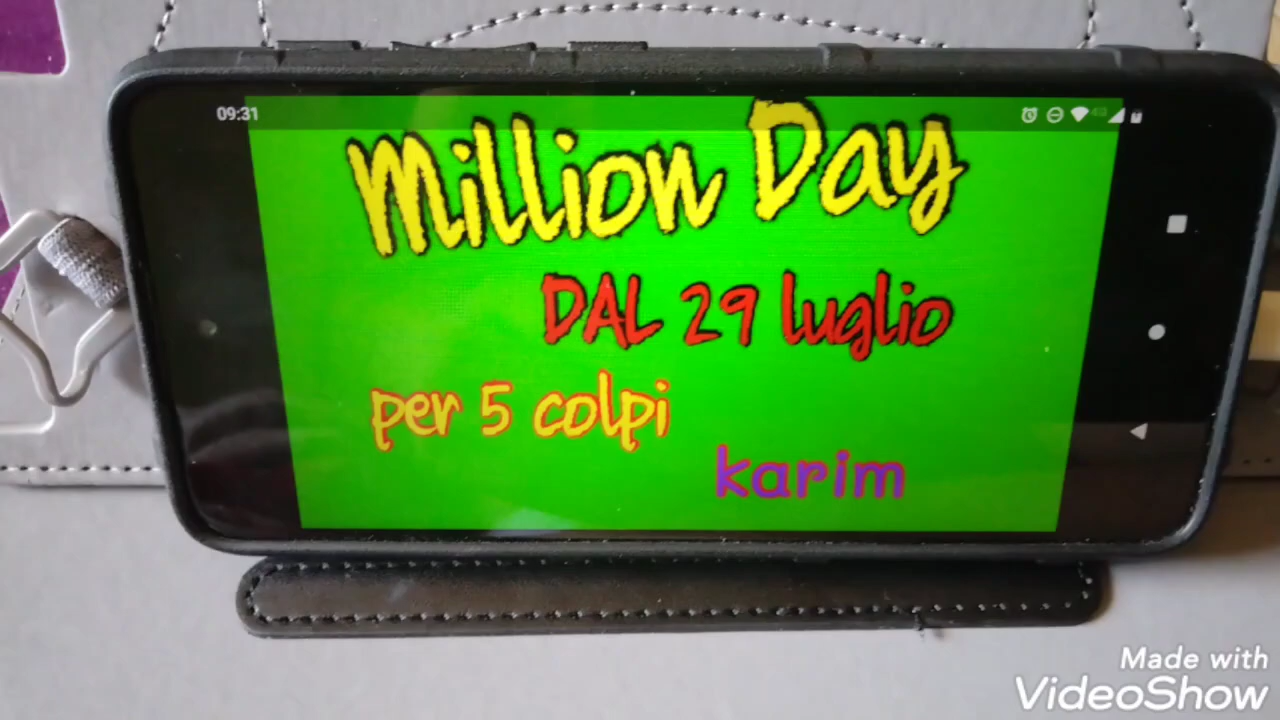 09:31
Million Day
DAL 29 luglio
per 5 colpi
karim
Made with
VideoShow